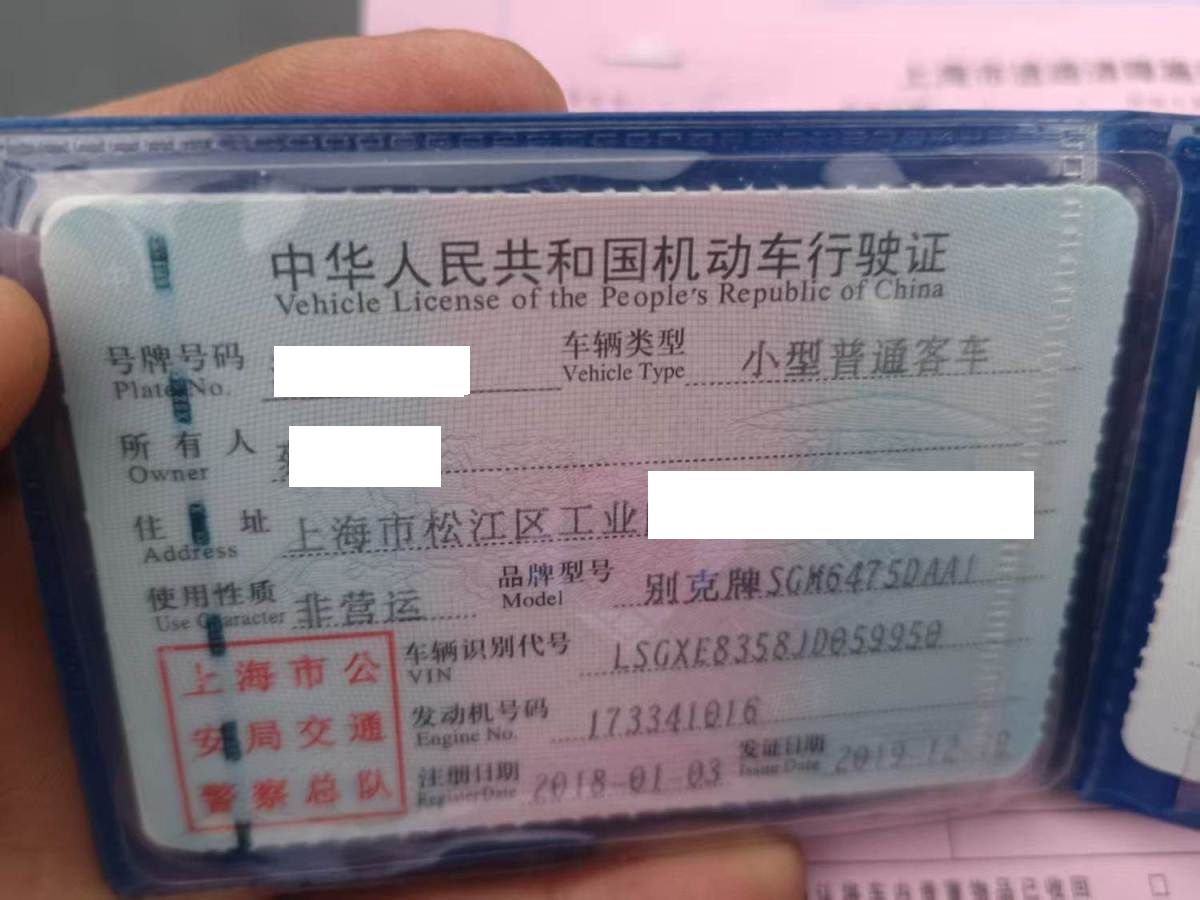 中华人民共和国机动车行驶证
Vehicle License of the People's Republic of China
号牌号码 车辆类型 小型普通客车
Plate No. Vehicle Type
所有人
Owner
住址 上海市松江区工业
Address
使用性质 非营运 品牌型号 别克牌SGM6475DAA1
Use Character Model
车辆识别代号 LSGXE8358JD059950
VIN
发动机号码 173341016
Engine No.
注册日期 2018-01-03 发证日期 2019-12-
Register Date Issue Date
上海市公
安局交通
警察总队